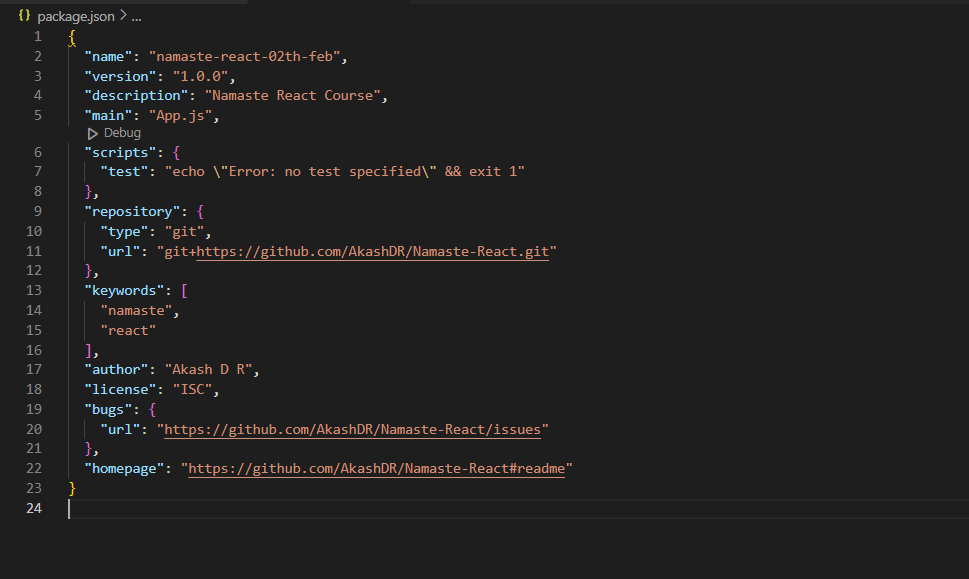 {} package.json > ...
1 {
2 "name": "namaste-react-02th-feb",
3 "version": "1.0.0",
4 "description": "Namaste React Course",
5 "main": "App.js",
Debug
6 "scripts": {
7 "test": "echo \"Error: no test specified\" && exit 1"
8 },
9 "repository": {
10 "type": "git",
11 "url": "git+https://github.com/AkashDR/Namaste-React.git"
12 },
13 "keywords": [
14 "namaste",
15 "react"
16 ],
17 "author": "Akash D R",
18 "license": "ISC",
19 "bugs": {
20 "url": "https://github.com/AkashDR/Namaste-React/issues"
21 },
22 "homepage": "https://github.com/AkashDR/Namaste-React#readme"
23 }
24